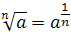 ⁿ√a = a^(1/n)